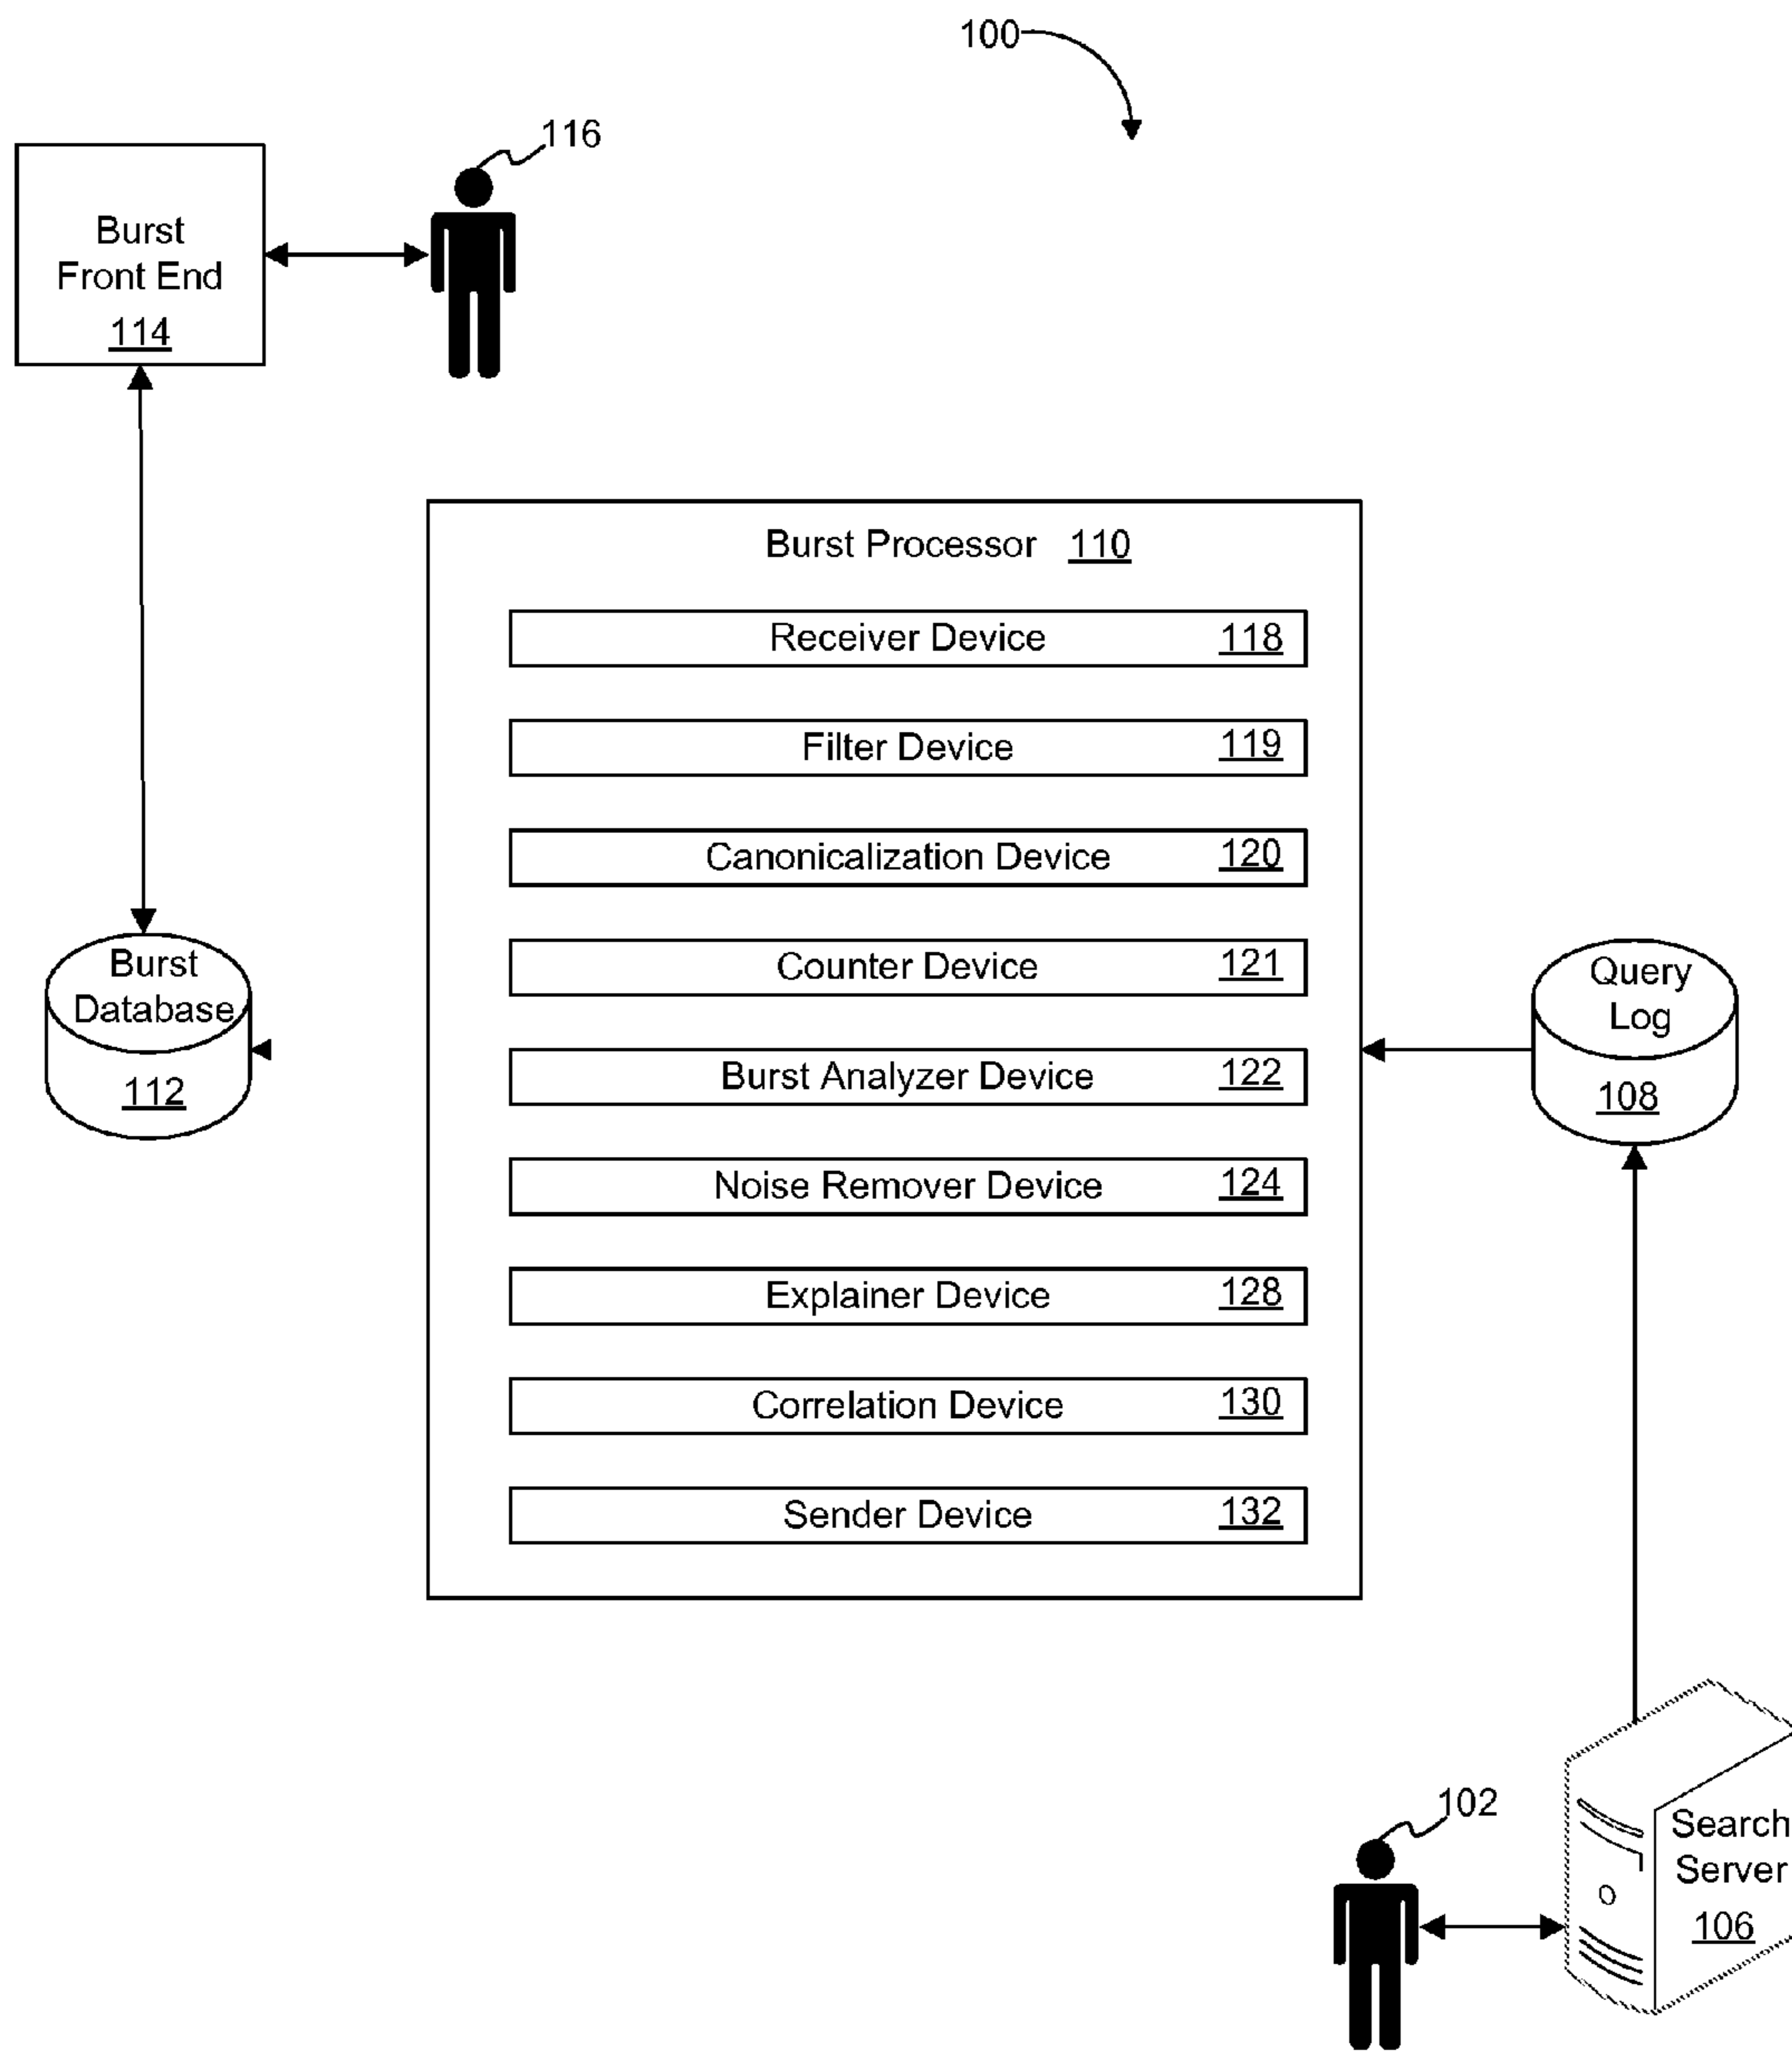 100
116
Burst
Front End
114
Burst Processor 110
Receiver Device 118
Filter Device 119
Canonicalization Device 120
Counter Device 121
Burst Analyzer Device 122
Noise Remover Device 124
Explainer Device 128
Correlation Device 130
Sender Device 132
Burst
Database
112
Query
Log
108
102
Search
Server
106